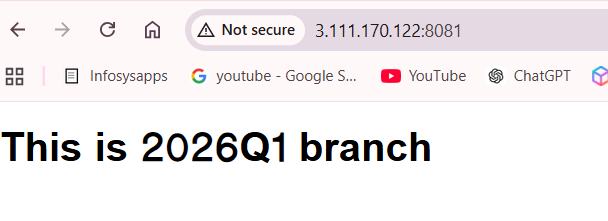 Not secure 3.111.170.122:8081
Infosysapps youtube - Google S... YouTube ChatGPT
This is 2026Q1 branch